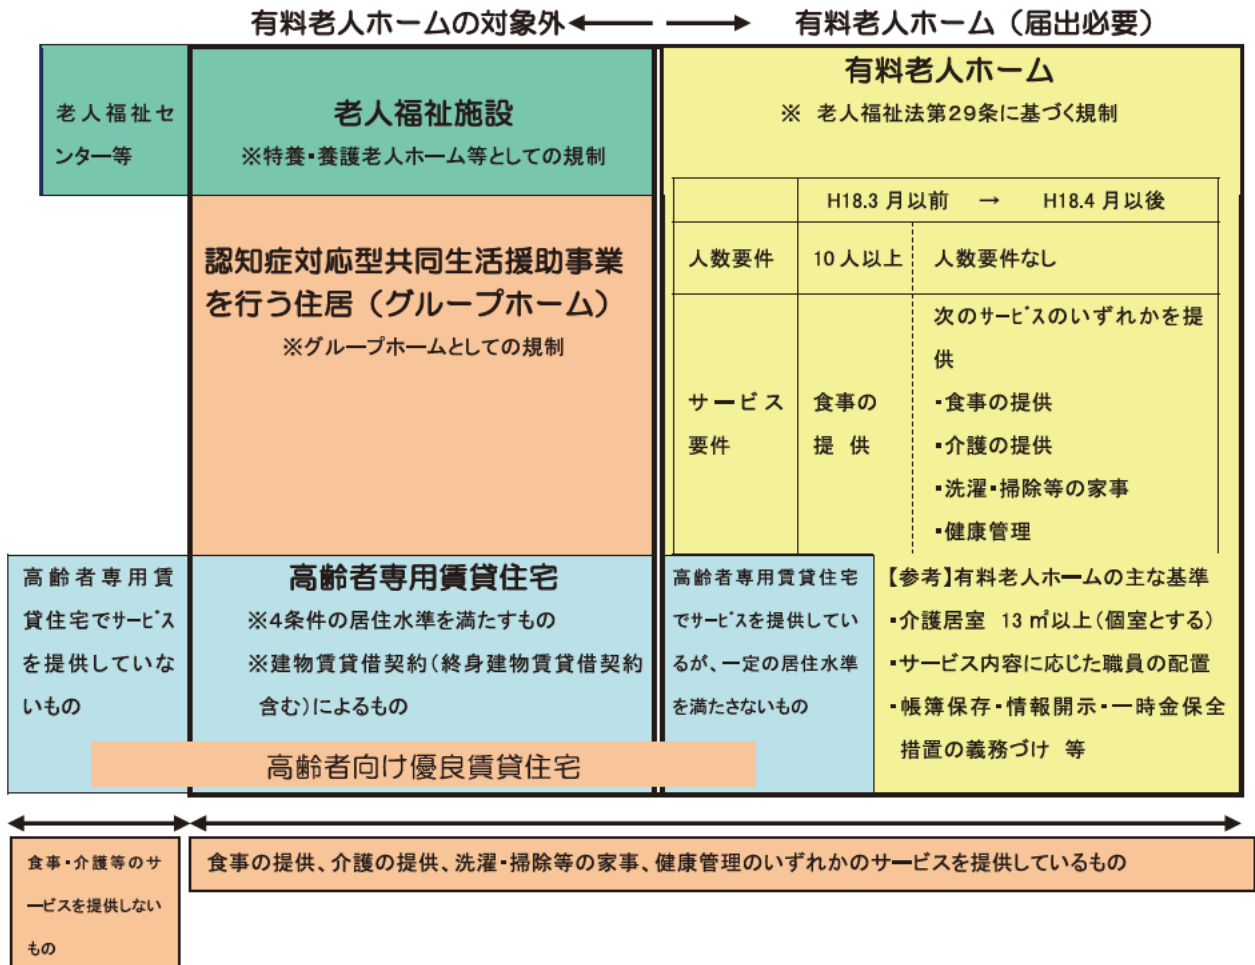 有料老人ホームの対象外
有料老人ホーム（届出必要）
老人福祉セ
ンター等
老人福祉施設
※特養・養護老人ホーム等としての規制
有料老人ホーム
※ 老人福祉法第29条に基づく規制
H18.3 月以前 → H18.4 月以後
人数要件
10 人以上
人数要件なし
サービス
要件
食事の
提 供
次のサービスのいずれかを提
供
・食事の提供
・介護の提供
・洗濯・掃除等の家事
・健康管理
認知症対応型共同生活援助事業
を行う住居（グループホーム）
※グループホームとしての規制
高齢者専用賃
貸住宅でサービス
を提供していな
いもの
高齢者専用賃貸住宅
※4条件の居住水準を満たすもの
※建物賃貸借契約(終身建物賃貸借契約
含む)によるもの
高齢者専用賃貸住宅
でサービスを提供してい
るが、一定の居住水準
を満たさないもの
【参考】有料老人ホームの主な基準
・介護居室 13 ㎡以上(個室とする)
・サービス内容に応じた職員の配置
・帳簿保存・情報開示・一時金保全
措置の義務づけ 等
高齢者向け優良賃貸住宅
食事・介護等のサ
ービスを提供しない
もの
食事の提供、介護の提供、洗濯・掃除等の家事、健康管理のいずれかのサービスを提供しているもの